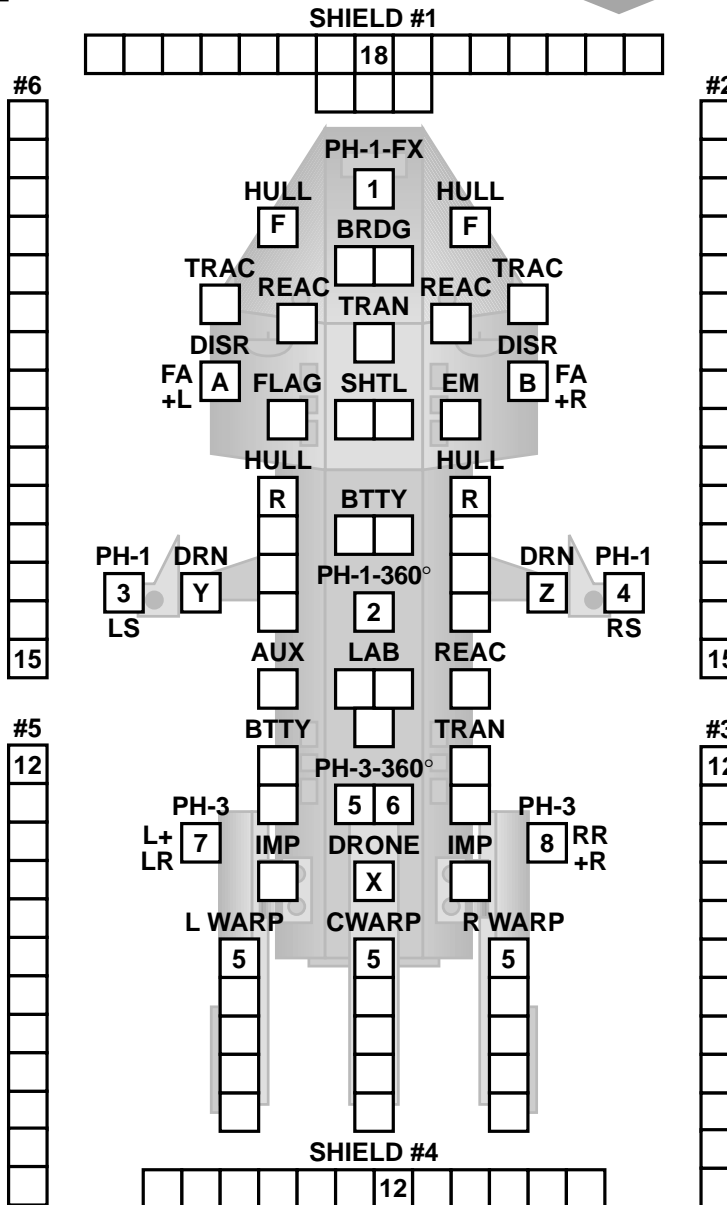 SHIELD #1
18
#6 #2
PH-1-FX
1
HULL HULL
F F
BRDG
TRAC TRAC
REAC REAC
TRAN
DISR DISR
FA A B FA
+L +R
FLAG SHTL EM
HULL HULL
R R
BTTY
PH-1 DRN DRN PH-1
PH-1-360°
3 Y 2 Z 4
LS RS
15 15
AUX LAB REAC
#5 #3
BTTY TRAN
12 12
PH-3-360°
PH-3 5 6 PH-3
L+ 7 8 RR
LR +R
IMP DRONE IMP
X
L WARP CWARP R WARP
5 5 5
SHIELD #4
12